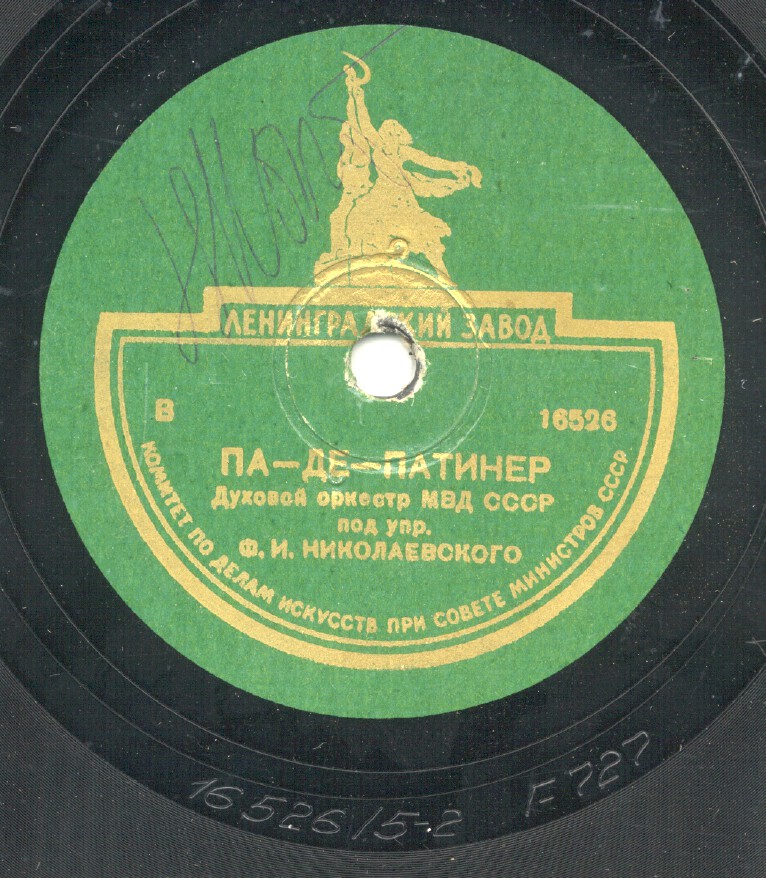 ЛЕНИНГРАДСКИЙ ЗАВОД
В 16526
ПА—ДЕ—ПАТИНЕР
Духовой оркестр МВД СССР
под упр.
Ф. И. НИКОЛАЕВСКОГО
КОМИТЕТ ПО ДЕЛАМ ИСКУССТВ ПРИ СОВЕТЕ МИНИСТРОВ СССР
16526/5-2 F727